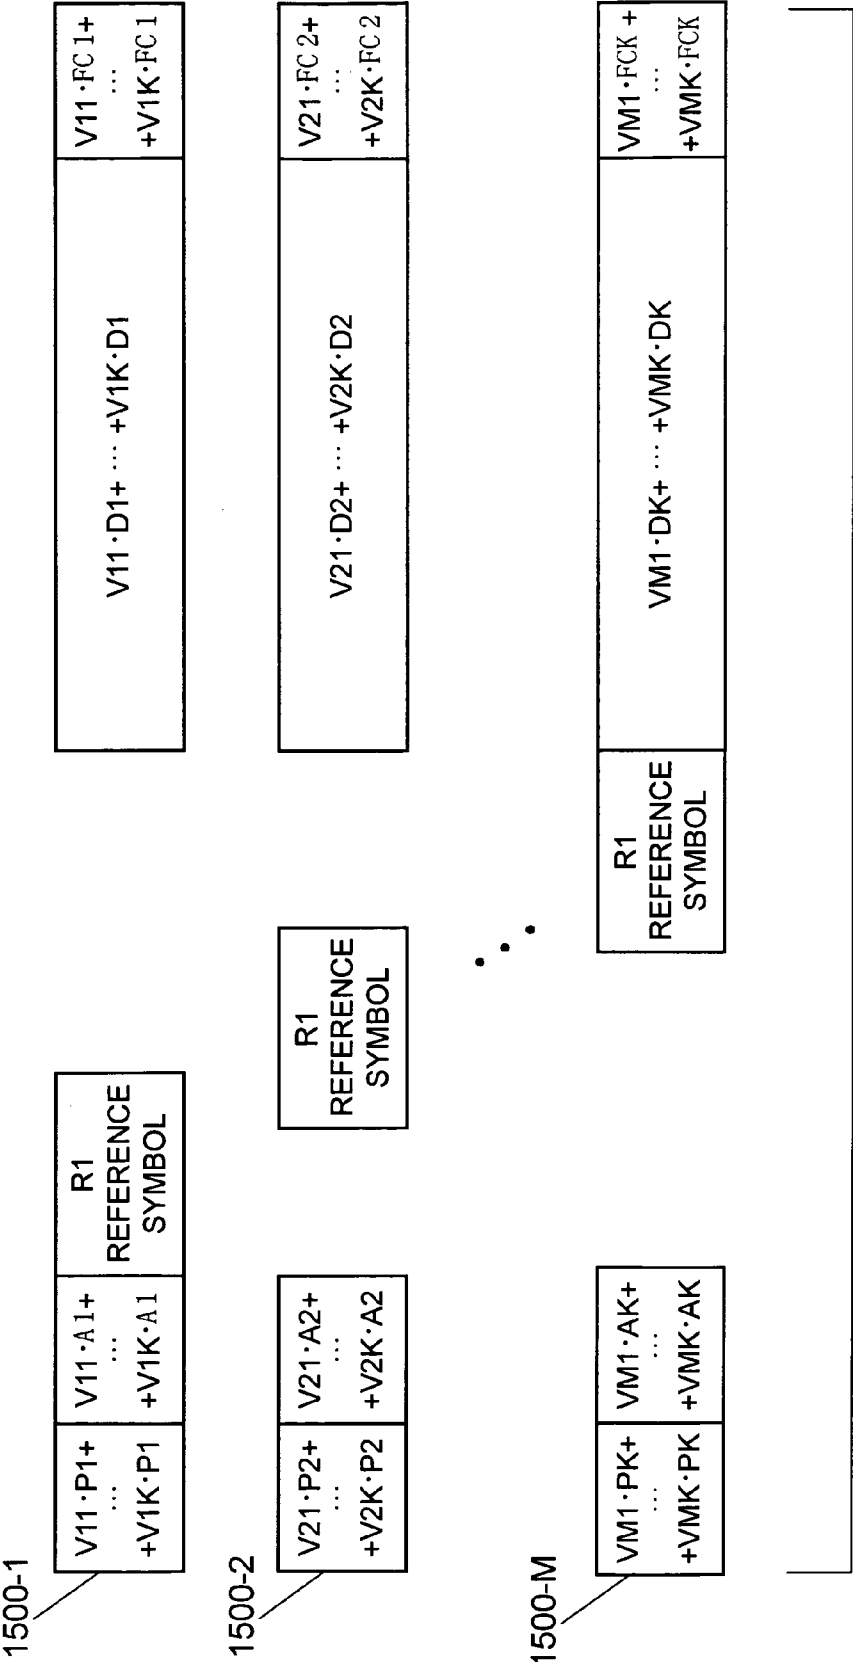 1500-1
V11·P1+
...
+V1K·P1
V11·A1+
...
+V1K·A1
R1
REFERENCE
SYMBOL
V11·D1+ ... +V1K·D1
V11·FC1+
...
+V1K·FC1
1500-2
V21·P2+
...
+V2K·P2
V21·A2+
...
+V2K·A2
R1
REFERENCE
SYMBOL
V21·D2+ ... +V2K·D2
V21·FC2+
...
+V2K·FC2
1500-M
VM1·PK+
...
+VMK·PK
VM1·AK+
...
+VMK·AK
R1
REFERENCE
SYMBOL
VM1·DK+ ... +VMK·DK
VM1·FCK+
...
+VMK·FCK